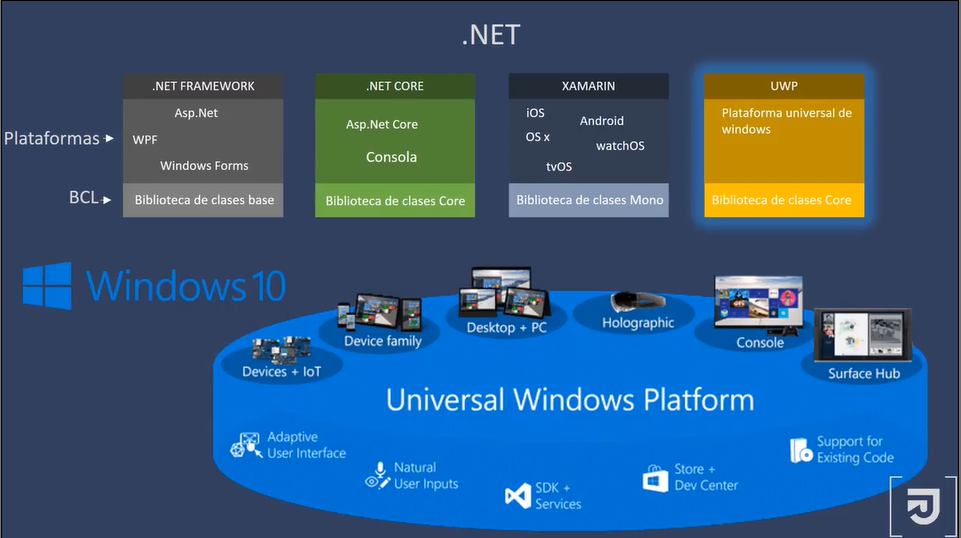 .NET
Plataformas
BCL
.NET FRAMEWORK
Asp.Net
WPF
Windows Forms
Biblioteca de clases base
.NET CORE
Asp.Net Core
Consola
Biblioteca de clases Core
XAMARIN
iOS
Android
OS x
watchOS
tvOS
Biblioteca de clases Mono
UWP
Plataforma universal de
windows
Biblioteca de clases Core
Windows 10
Devices + IoT
Device family
Desktop + PC
Holographic
Console
Surface Hub
Universal Windows Platform
Adaptive
User Interface
Natural
User Inputs
SDK +
Services
Store +
Dev Center
Support for
Existing Code